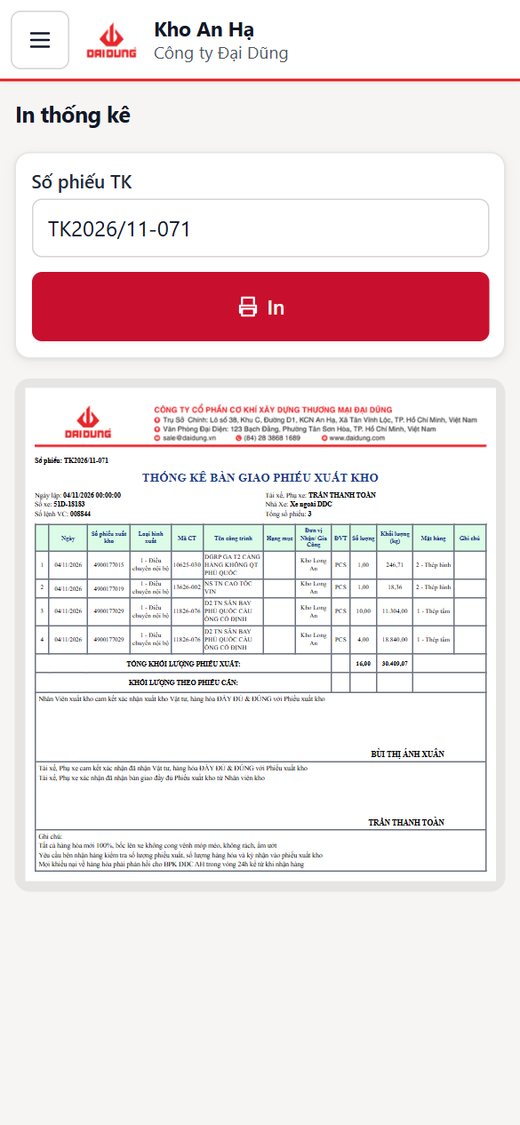 DAIDUNG
Kho An Hạ
Công ty Đại Dũng
In thống kê
Số phiếu TK
TK2026/11-071
In
DAIDUNG
CÔNG TY CỔ PHẦN CƠ KHÍ XÂY DỰNG THƯƠNG MẠI ĐẠI DŨNG
Trụ Sở Chính: Lô số 38, Khu C, Đường D1, KCN An Hạ, Xã Tân Vĩnh Lộc, TP. Hồ Chí Minh, Việt Nam
Văn Phòng Đại Diện: 123 Bạch Đằng, Phường Tân Sơn Hòa, TP. Hồ Chí Minh, Việt Nam
sale@daidung.vn (84) 28 3868 1689 www.daidung.com
Số phiếu: TK2026/11-071
THỐNG KÊ BÀN GIAO PHIẾU XUẤT KHO
Ngày lập: 04/11/2026 00:00:00 Tài xế, Phụ xe: TRẦN THANH TOÀN
Số xe: 51D-18183 Nhà Xe: Xe ngoài DDC
Số lệnh VC: 008844 Tổng số phiếu: 3
Ngày Số phiếu xuất kho Loại hình xuất Mã CT Tên công trình Hạng mục Đơn vị Nhận/ Gia Công ĐVT Số lượng Khối lượng (kg) Mặt hàng Ghi chú
1 04/11/2026 4900177015 1 - Điều chuyển nội bộ 10625-030 DGRP GA T2 CANG HÀNG KHÔNG QT PHÚ QUỐC Kho Long An PCS 1,00 246,71 2 - Thép hình
2 04/11/2026 4900177019 1 - Điều chuyển nội bộ 13626-002 NS TN CAO TỐC VIN Kho Long An PCS 1,00 18,36 2 - Thép hình
3 04/11/2026 4900177029 1 - Điều chuyển nội bộ 11826-076 D2 TN SÂN BAY PHÚ QUỐC CẦU ỐNG CỐ ĐỊNH Kho Long An PCS 10,00 11.304,00 1 - Thép tấm
4 04/11/2026 4900177029 1 - Điều chuyển nội bộ 11826-076 D2 TN SÂN BAY PHÚ QUỐC CẦU ỐNG CỐ ĐỊNH Kho Long An PCS 4,00 18.840,00 1 - Thép tấm
TỔNG KHỐI LƯỢNG PHIẾU XUẤT: 16,00 30.409,07
KHỐI LƯỢNG THEO PHIẾU CÂN:
Nhân Viên xuất kho cam kết xác nhận xuất kho Vật tư, hàng hóa ĐẦY ĐỦ & ĐÚNG với Phiếu xuất kho
BÙI THỊ ÁNH XUÂN
Tài xế, Phụ xe cam kết xác nhận đã nhận Vật tư, hàng hóa ĐẦY ĐỦ & ĐÚNG với Phiếu xuất kho
Tài xế, Phụ xe xác nhận đã nhận bàn giao đầy đủ Phiếu xuất kho từ Nhân viên kho
TRẦN THANH TOÀN
Ghi chú:
Tất cả hàng hóa mới 100%, bốc lên xe không cong vênh móp méo, không rách, ẩm ướt
Yêu cầu bên nhận hàng kiểm tra số lượng phiếu xuất, số lượng hàng hóa và ký nhận vào phiếu xuất kho
Mọi khiếu nại về hàng hóa phải phản hồi cho BPK DDC AH trong vòng 24h kể từ khi nhận hàng